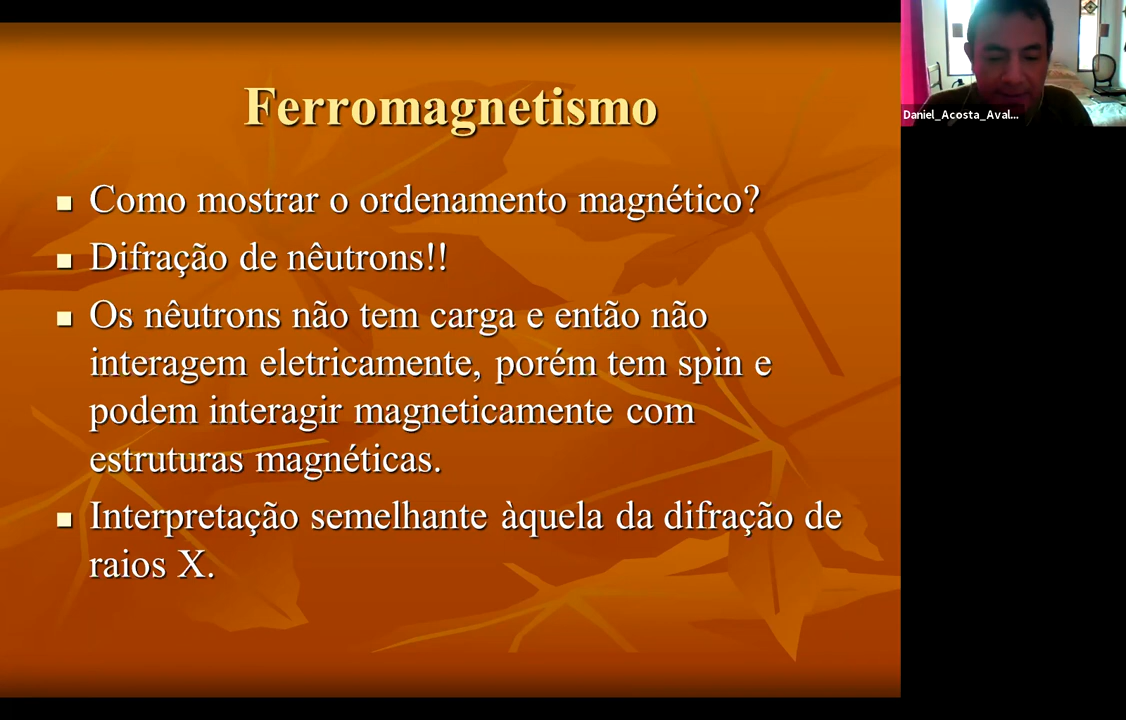 Ferromagnetismo
Como mostrar o ordenamento magnético?
Difração de nêutrons!!
Os nêutrons não tem carga e então não
interagem eletricamente, porém tem spin e
podem interagir magneticamente com
estruturas magnéticas.
Interpretação semelhante àquela da difração de
raios X.
Daniel_Acosta_Aval...